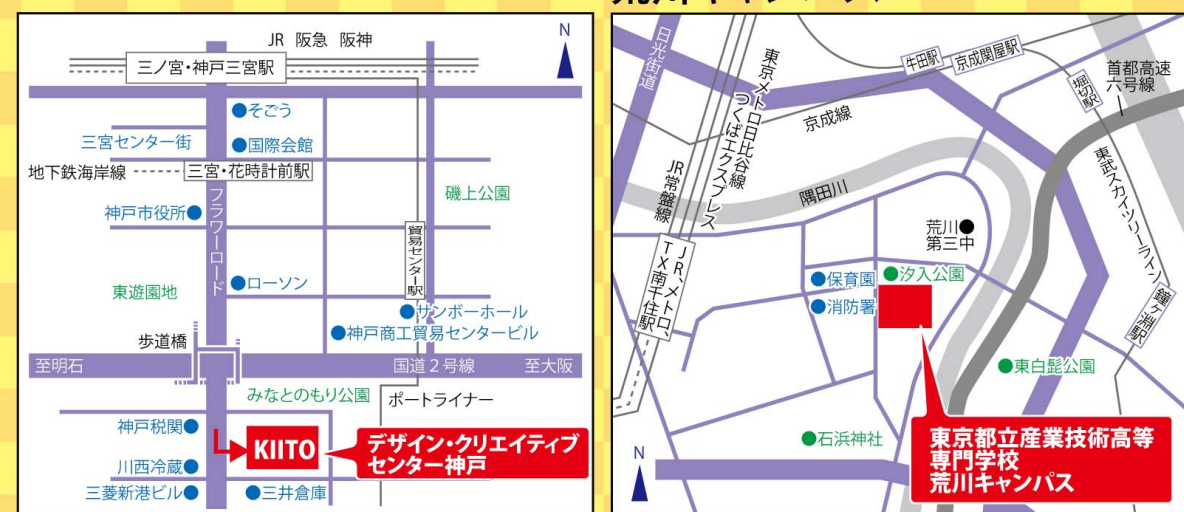 JR 阪急 阪神
N
三ノ宮・神戸三宮駅
●そごう
三宮センター街
●国際会館
地下鉄海岸線
三宮・花時計前駅
磯上公園
神戸市役所●
フラワーロード
貿易センター駅
東遊園地
●ローソン
●サンボーホール
●神戸商工貿易センタービル
歩道橋
至明石
国道2号線
至大阪
みなとのもり公園
ポートライナー
神戸税関●
KIITO
デザイン・クリエイティブ
センター神戸
川西冷蔵●
三菱新港ビル●
●三井倉庫
日光街道
東京メトロ日比谷線
つくばエクスプレス
JR常盤線
牛田駅
京成関屋駅
堀切駅
首都高速
六号線
京成線
東武スカイツリーライン
隅田川
荒川●
第三中
JR、メトロ、
TX南千住駅
●保育園
●汐入公園
●消防署
鐘ヶ淵駅
●東白髭公園
●石浜神社
東京都立産業技術高等
専門学校
荒川キャンパス
N